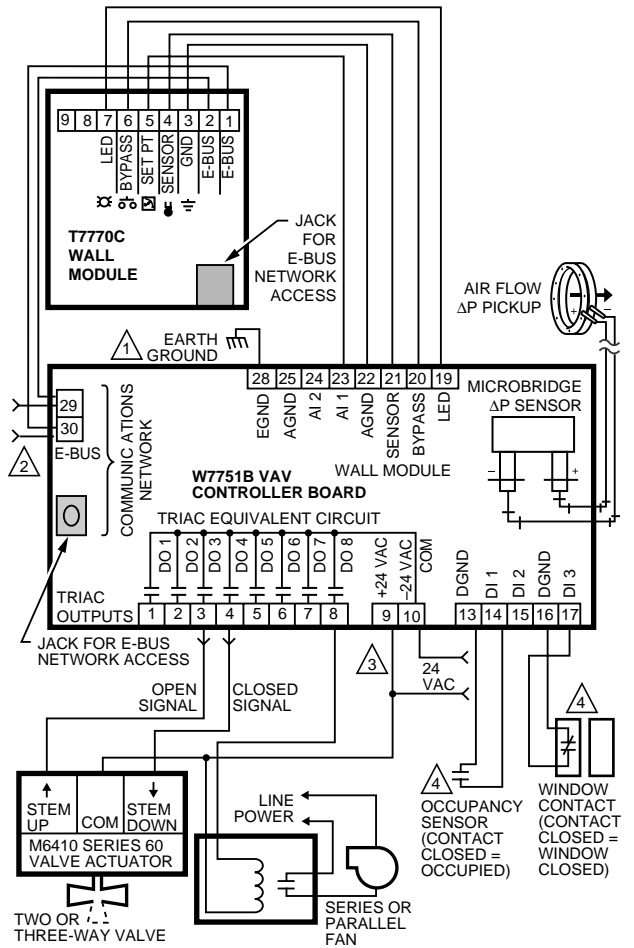 9 8 7 6 5 4 3 2 1
LED
BYPASS
SET PT
SENSOR
GND
E-BUS
E-BUS
T7770C
WALL
MODULE
JACK
FOR
E-BUS
NETWORK
ACCESS
AIR FLOW
ΔP PICKUP
+ −
1
EARTH
GROUND
28 25 24 23 22 21 20 19
EGND
AGND
AI 2
AI 1
AGND
SENSOR
BYPASS
LED
WALL MODULE
MICROBRIDGE
ΔP SENSOR
− +
29
30
E-BUS
2
COMMUNICATIONS
NETWORK
W7751B VAV
CONTROLLER BOARD
TRIAC EQUIVALENT CIRCUIT
DO 1
DO 2
DO 3
DO 4
DO 5
DO 6
DO 7
DO 8
+24 VAC
−24 VAC
COM
DGND
DI 1
DI 2
DGND
DI 3
TRIAC
OUTPUTS
1 2 3 4 5 6 7 8 9 10 13 14 15 16 17
JACK FOR E-BUS
NETWORK ACCESS
3
24
VAC
OPEN
SIGNAL
CLOSED
SIGNAL
4
4
STEM
UP
COM
STEM
DOWN
M6410 SERIES 60
VALVE ACTUATOR
TWO OR
THREE-WAY VALVE
LINE
POWER
SERIES OR
PARALLEL
FAN
OCCUPANCY
SENSOR
(CONTACT
CLOSED =
OCCUPIED)
WINDOW
CONTACT
(CONTACT
CLOSED =
WINDOW
CLOSED)